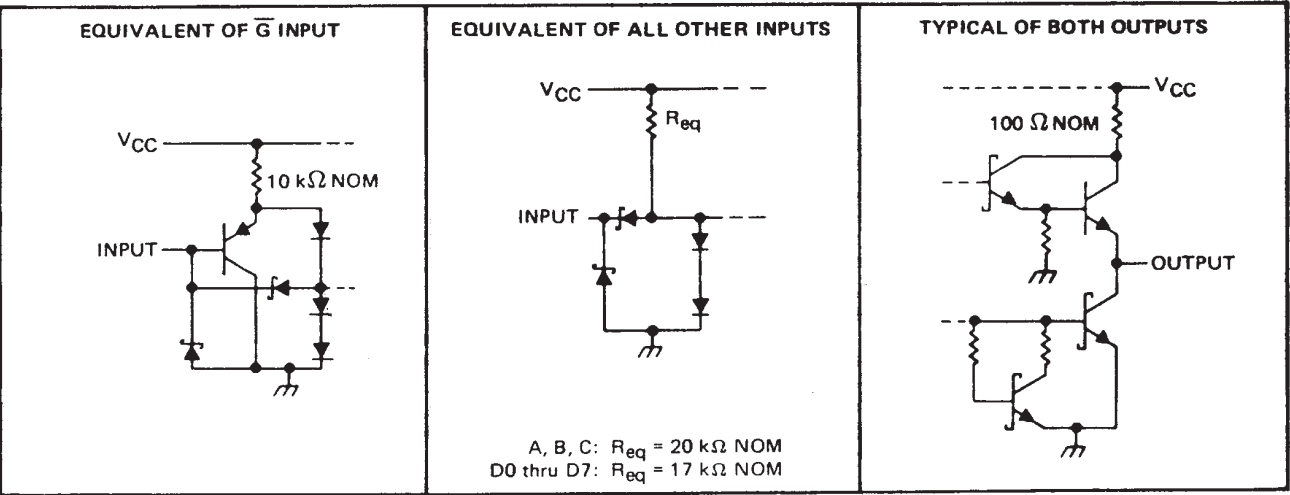 EQUIVALENT OF G̅ INPUT
VCC
10 kΩ NOM
INPUT
EQUIVALENT OF ALL OTHER INPUTS
VCC
Req
INPUT
A, B, C: Req = 20 kΩ NOM
D0 thru D7: Req = 17 kΩ NOM
TYPICAL OF BOTH OUTPUTS
VCC
100 Ω NOM
OUTPUT